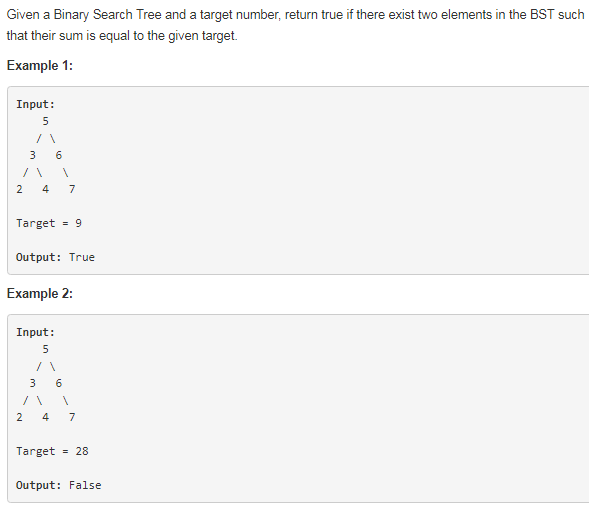 Given a Binary Search Tree and a target number, return true if there exist two elements in the BST such
that their sum is equal to the given target.
Example 1:
Input:
    5
   / \
  3   6
 / \   \
2   4   7
Target = 9
Output: True
Example 2:
Input:
    5
   / \
  3   6
 / \   \
2   4   7
Target = 28
Output: False